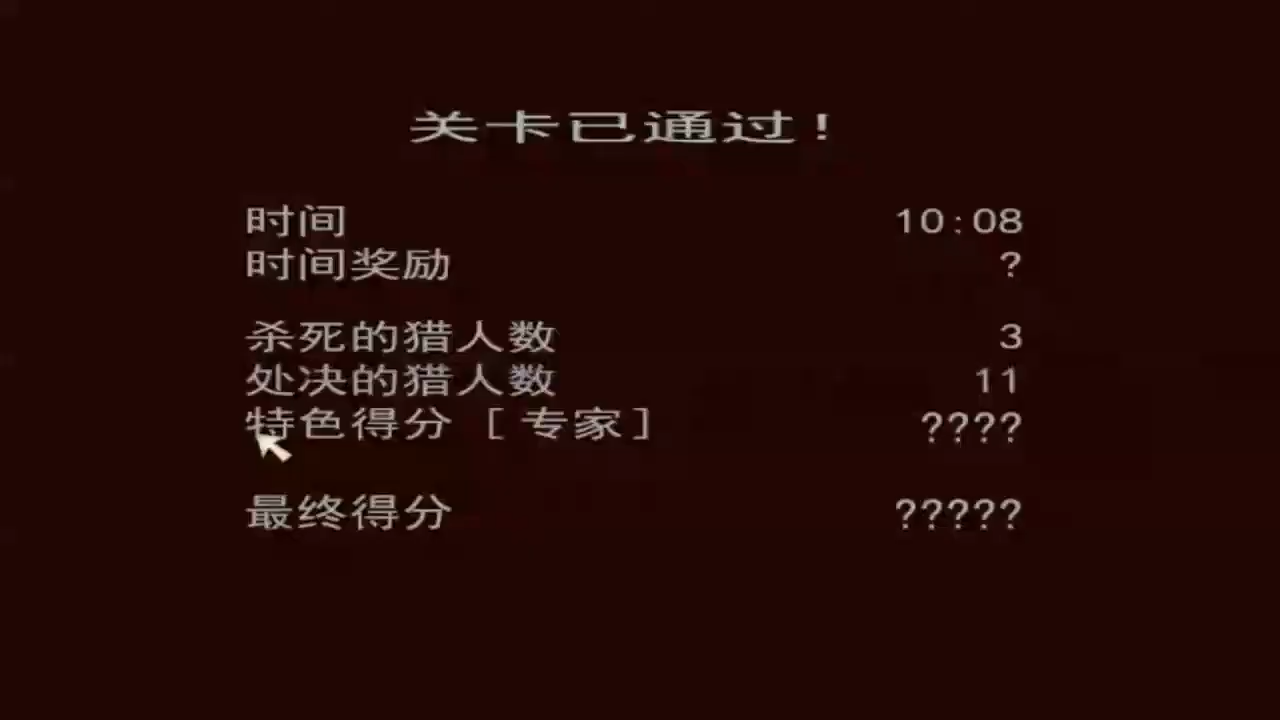 关卡已通过！
时间 10:08
时间奖励 ?
杀死的猎人数 3
处决的猎人数 11
特色得分 [ 专家 ] ????
最终得分 ?????